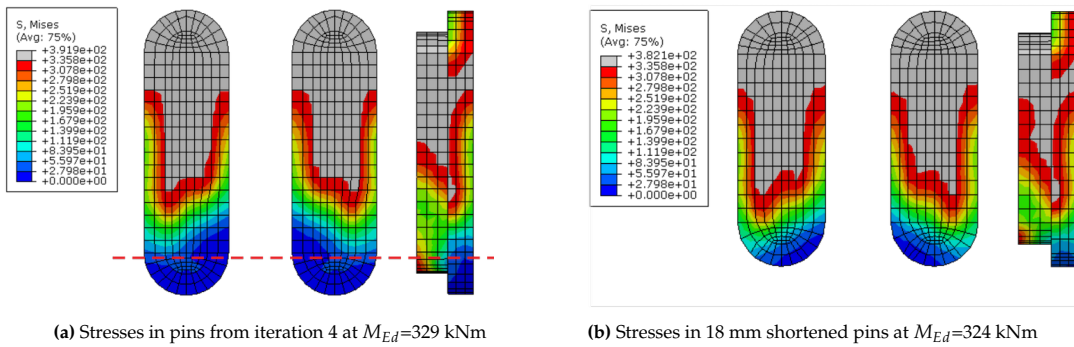 S, Mises
(Avg: 75%)
+3.919e+02
+3.358e+02
+3.078e+02
+2.798e+02
+2.519e+02
+2.239e+02
+1.959e+02
+1.679e+02
+1.399e+02
+1.119e+02
+8.395e+01
+5.597e+01
+2.798e+01
+0.000e+00
S, Mises
(Avg: 75%)
+3.821e+02
+3.358e+02
+3.078e+02
+2.798e+02
+2.519e+02
+2.239e+02
+1.959e+02
+1.679e+02
+1.399e+02
+1.119e+02
+8.395e+01
+5.597e+01
+2.798e+01
+0.000e+00
(a) Stresses in pins from iteration 4 at M_Ed=329 kNm
(b) Stresses in 18 mm shortened pins at M_Ed=324 kNm